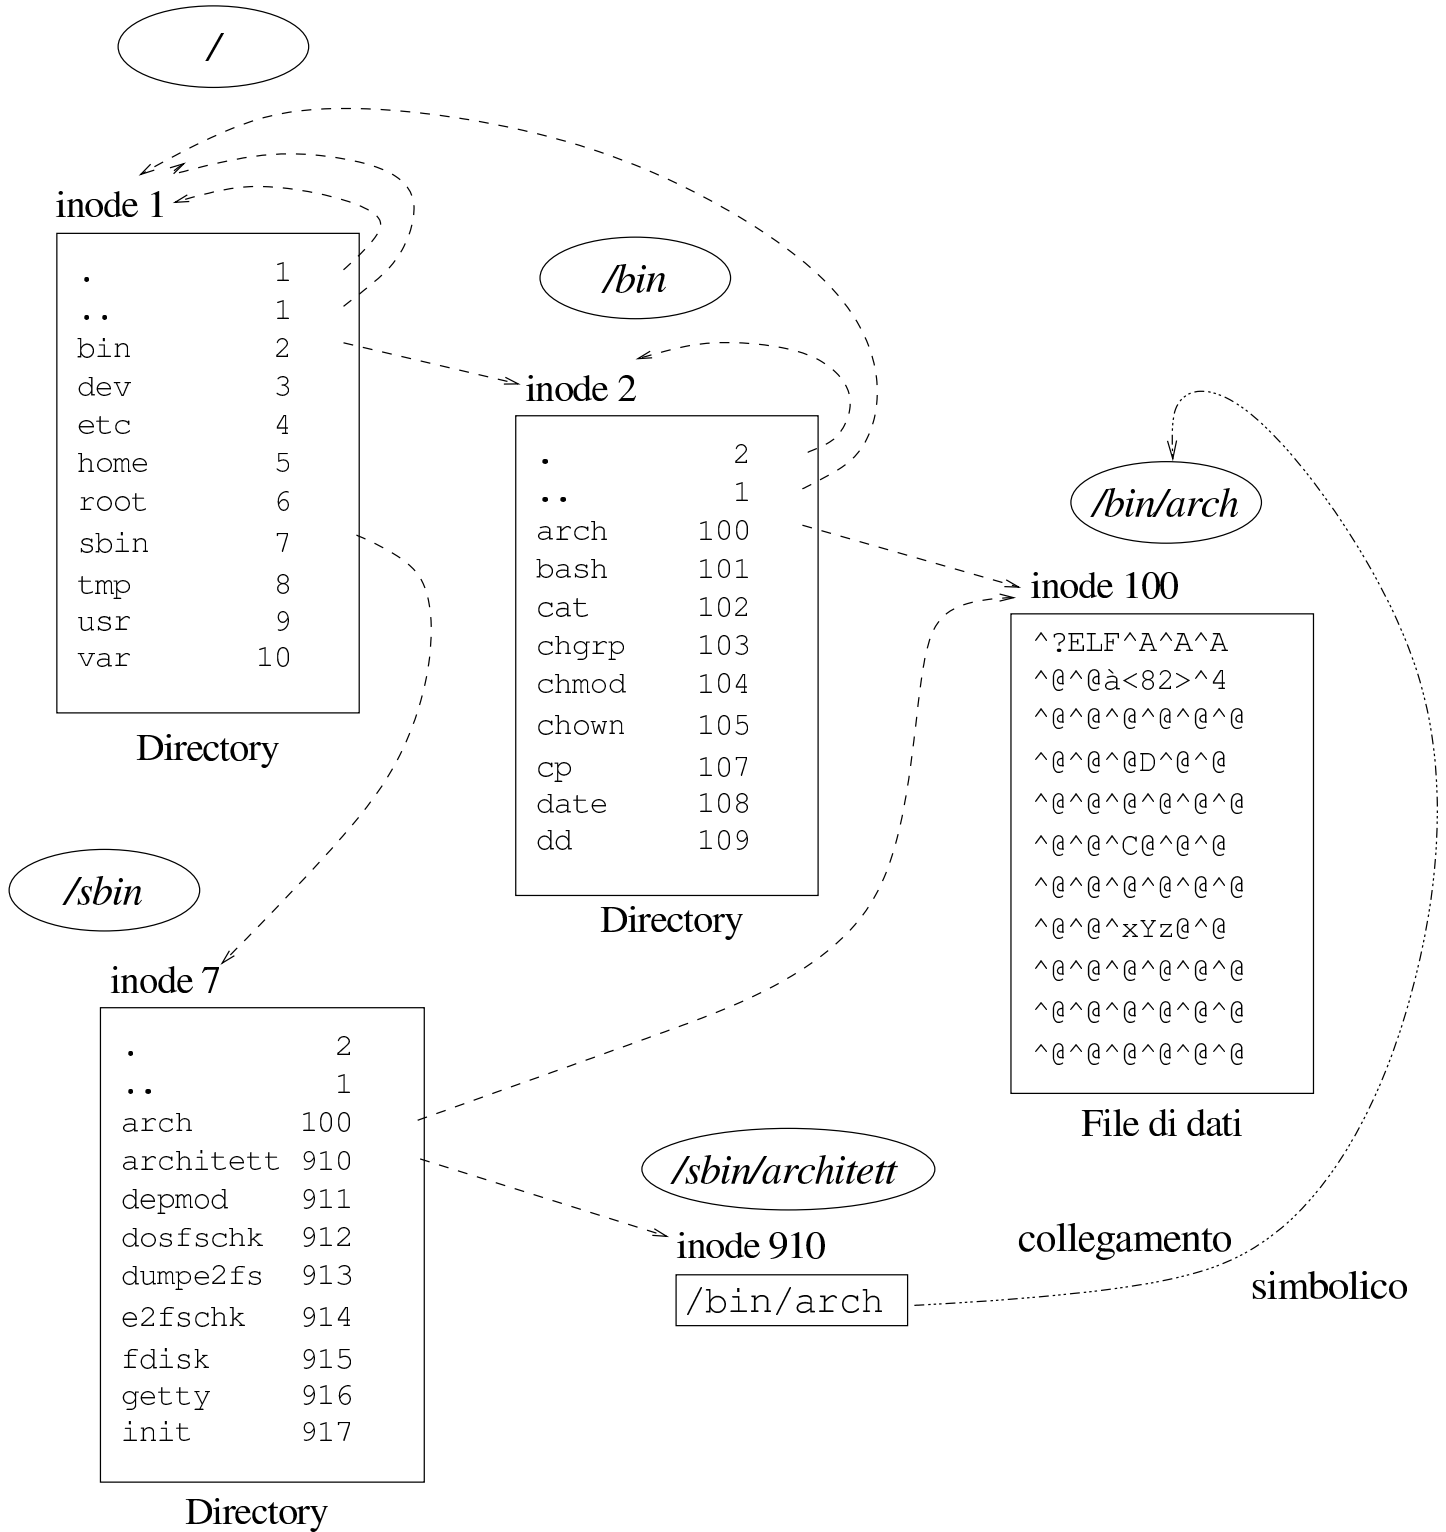 /
inode 1
. 1
.. 1
bin 2
dev 3
etc 4
home 5
root 6
sbin 7
tmp 8
usr 9
var 10
Directory
/bin
inode 2
. 2
.. 1
arch 100
bash 101
cat 102
chgrp 103
chmod 104
chown 105
cp 107
date 108
dd 109
Directory
/bin/arch
inode 100
^?ELF^A^A^A
^@^@à<82>^4
^@^@^@^@^@^@
^@^@^@D^@^@
^@^@^@^@^@^@
^@^@^C@^@^@
^@^@^@^@^@^@
^@^@^xYz@^@
^@^@^@^@^@^@
^@^@^@^@^@^@
^@^@^@^@^@^@
File di dati
/sbin
inode 7
. 2
.. 1
arch 100
architett 910
depmod 911
dosfschk 912
dumpe2fs 913
e2fschk 914
fdisk 915
getty 916
init 917
Directory
/sbin/architett
inode 910
/bin/arch
collegamento
simbolico